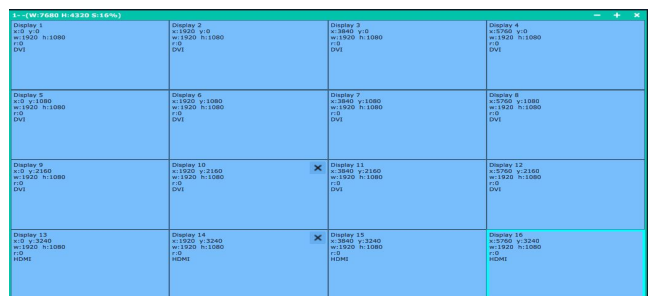 1--(W:7680 H:4320 S:16%)
Display 1
x:0 y:0
w:1920 h:1080
r:0
DVI
Display 2
x:1920 y:0
w:1920 h:1080
r:0
DVI
Display 3
x:3840 y:0
w:1920 h:1080
r:0
DVI
Display 4
x:5760 y:0
w:1920 h:1080
r:0
DVI
Display 5
x:0 y:1080
w:1920 h:1080
r:0
DVI
Display 6
x:1920 y:1080
w:1920 h:1080
r:0
DVI
Display 7
x:3840 y:1080
w:1920 h:1080
r:0
DVI
Display 8
x:5760 y:1080
w:1920 h:1080
r:0
DVI
Display 9
x:0 y:2160
w:1920 h:1080
r:0
DVI
Display 10
x:1920 y:2160
w:1920 h:1080
r:0
DVI
Display 11
x:3840 y:2160
w:1920 h:1080
r:0
DVI
Display 12
x:5760 y:2160
w:1920 h:1080
r:0
DVI
Display 13
x:0 y:3240
w:1920 h:1080
r:0
HDMI
Display 14
x:1920 y:3240
w:1920 h:1080
r:0
HDMI
Display 15
x:3840 y:3240
w:1920 h:1080
r:0
HDMI
Display 16
x:5760 y:3240
w:1920 h:1080
r:0
HDMI